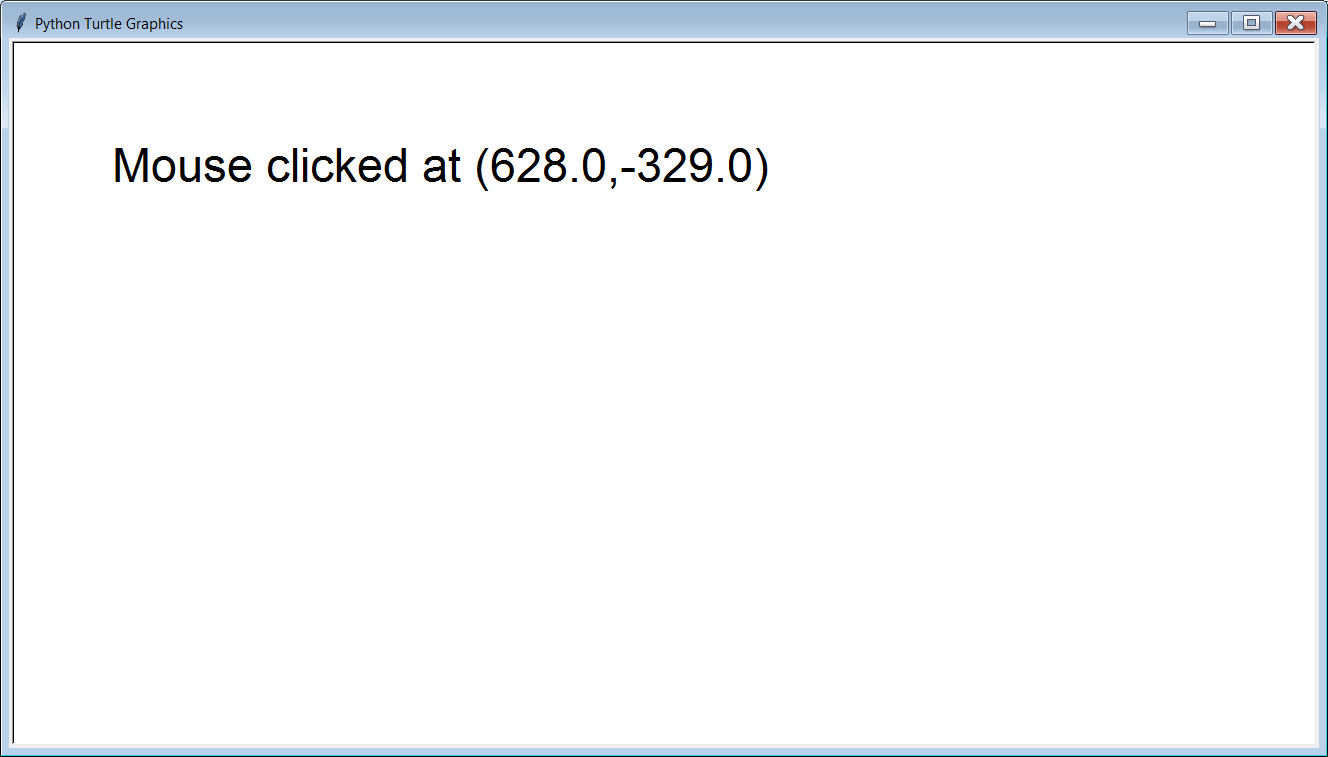 Python Turtle Graphics
Mouse clicked at (628.0,-329.0)